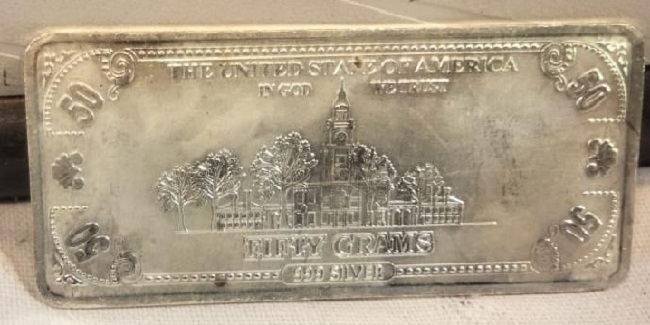 50 50
THE UNITED STATE OF AMERICA
IN GOD WE TRUST
FIFTY GRAMS
50 50
999 SILVER